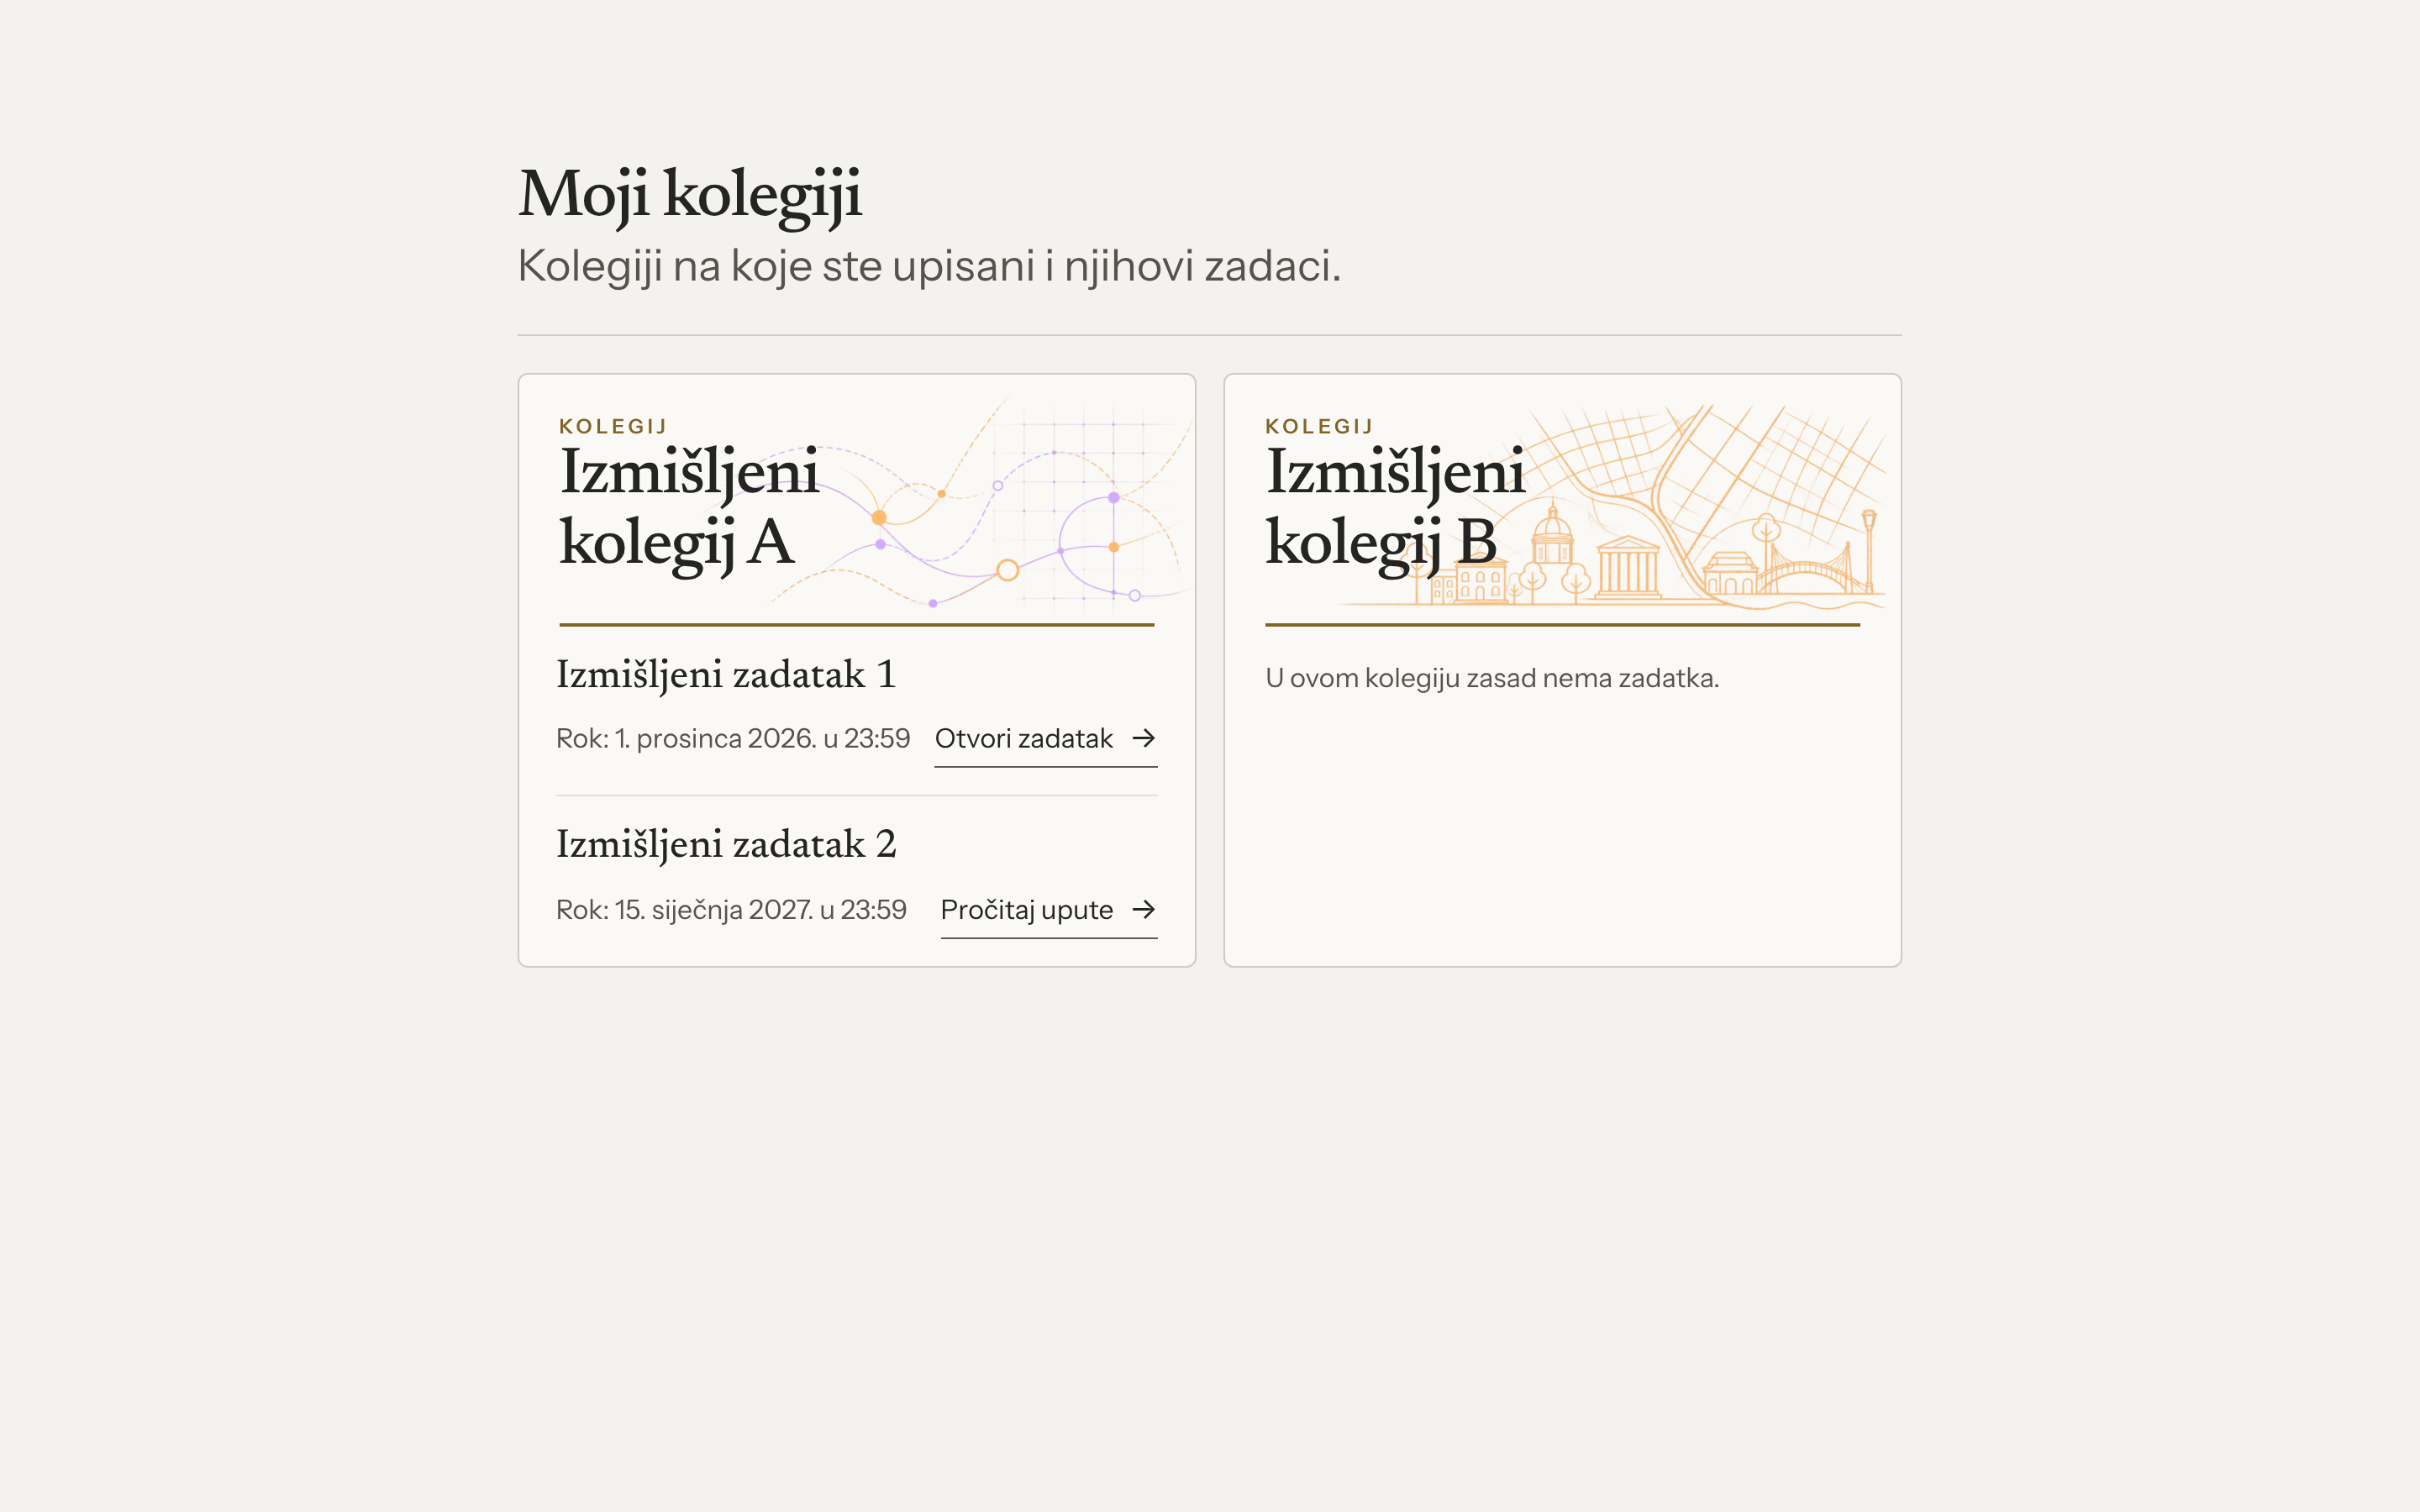 Moji kolegiji
Kolegiji na koje ste upisani i njihovi zadaci.
KOLEGIJ
Izmišljeni
kolegij A
Izmišljeni zadatak 1
Rok: 1. prosinca 2026. u 23:59 Otvori zadatak →
Izmišljeni zadatak 2
Rok: 15. siječnja 2027. u 23:59 Pročitaj upute →
KOLEGIJ
Izmišljeni
kolegij B
U ovom kolegiju zasad nema zadatka.